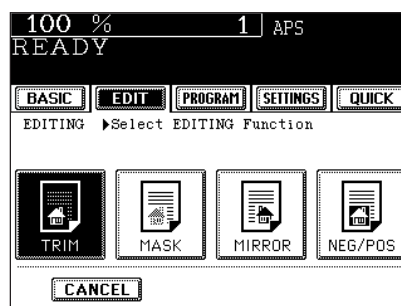 100 % 1 APS
READY
BASIC EDIT PROGRAM SETTINGS QUICK
EDITING ▶Select EDITING Function
TRIM MASK MIRROR NEG/POS
CANCEL